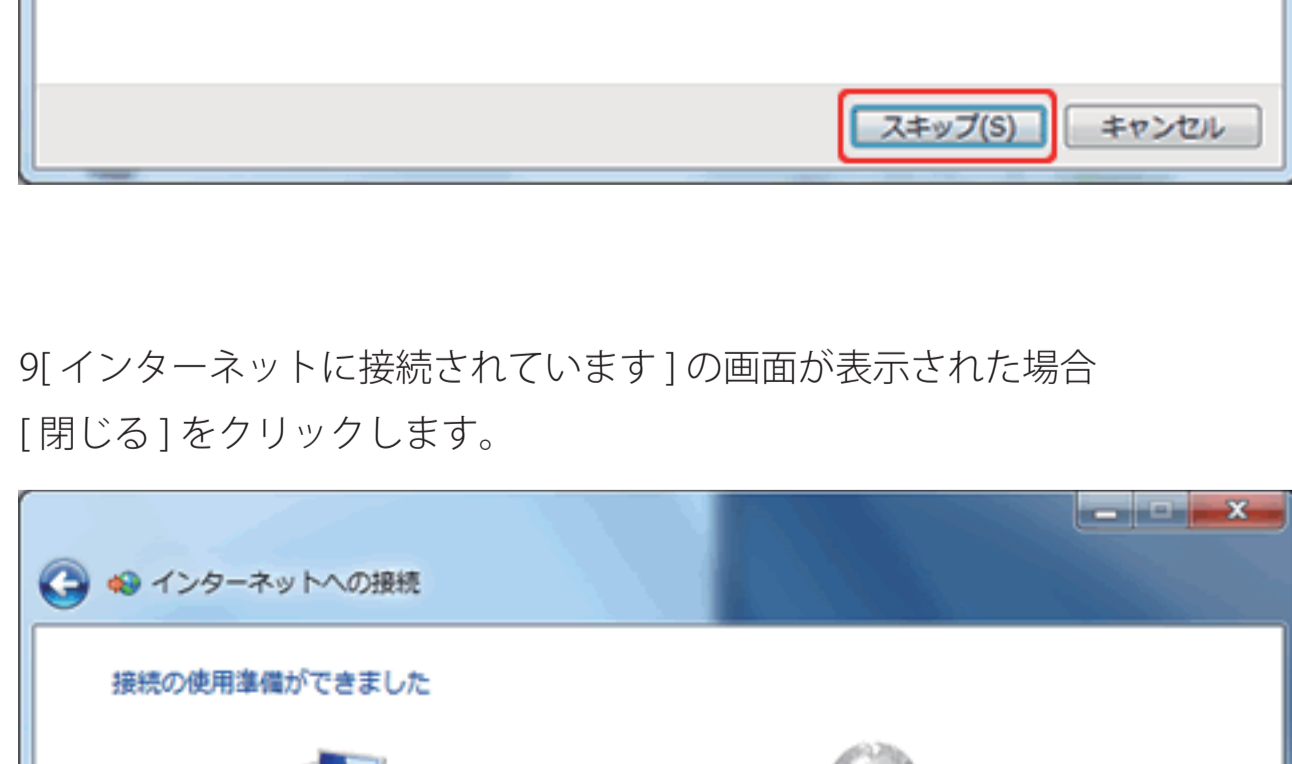 スキップ(S)
キャンセル
9[ インターネットに接続されています ] の画面が表示された場合
[ 閉じる ] をクリックします。
インターネットへの接続
接続の使用準備ができました